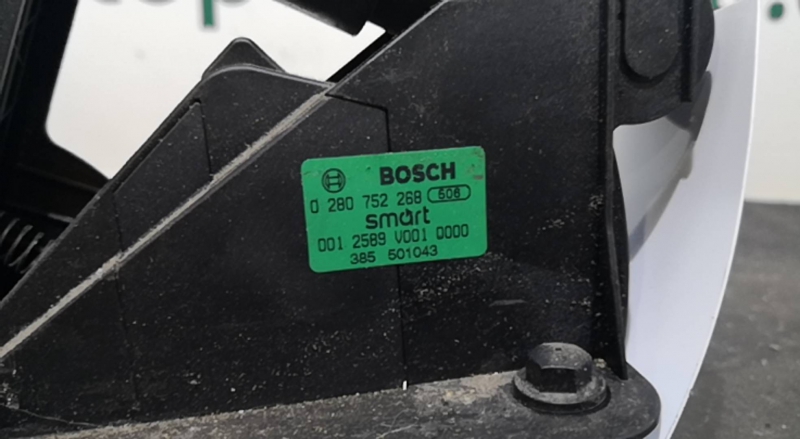 BOSCH
0 280 752 268 606
smart
001 2589 V001 0000
385 501043